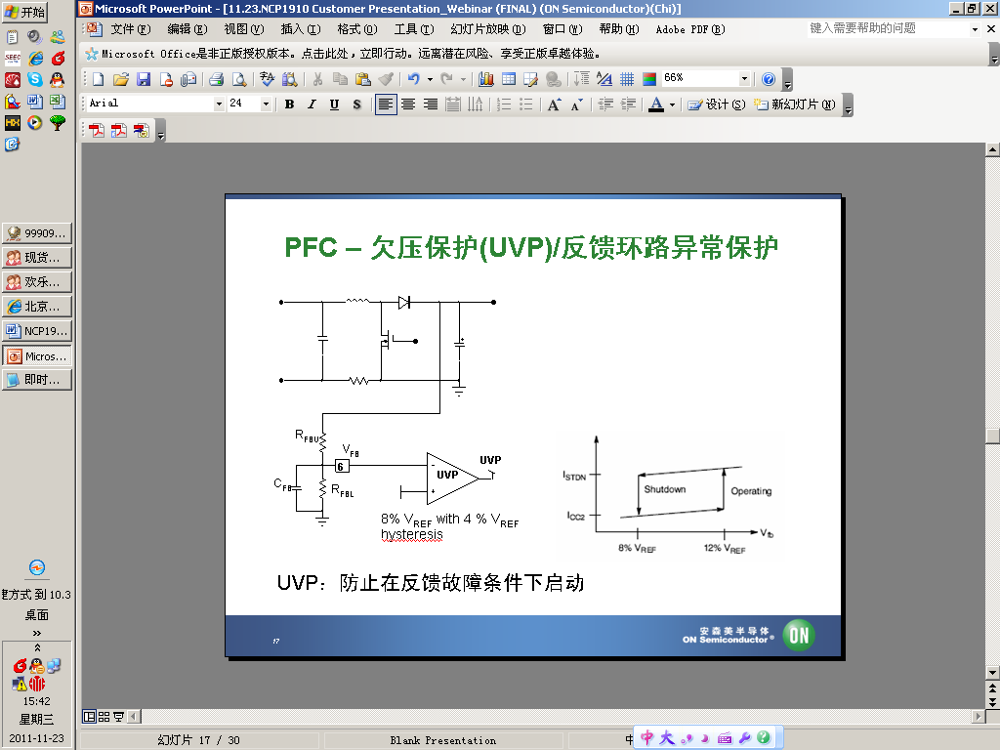 开始
Microsoft PowerPoint - [11.23.NCP1910 Customer Presentation_Webinar (FINAL) (ON Semiconductor)(Chi)]
文件(F) 编辑(E) 视图(V) 插入(I) 格式(O) 工具(T) 幻灯片放映(D) 窗口(W) 帮助(H) Adobe PDF(B) 键入需要帮助的问题
Microsoft Office是非正版授权版本。点击此处,立即行动。远离潜在风险、享受正版卓越体验。
66%
Arial 24 B I U S A A A 设计(S) 新幻灯片(N)
99909...
现货...
欢乐...
北京...
NCP19...
Micros...
即时...
PFC – 欠压保护(UVP)/反馈环路异常保护
RFBU
VFB
6
CFB
RFBL
UVP
UVP
8% VREF with 4 % VREF
hysteresis
ISTDN
ICC2
Shutdown
Operating
Vfb
8% VREF
12% VREF
UVP：防止在反馈故障条件下启动
17
安森美半导体
ON Semiconductor®
ON
方式 到 10.3
桌面
15:42
星期三
2011-11-23
幻灯片 17 / 30
Blank Presentation
中 大